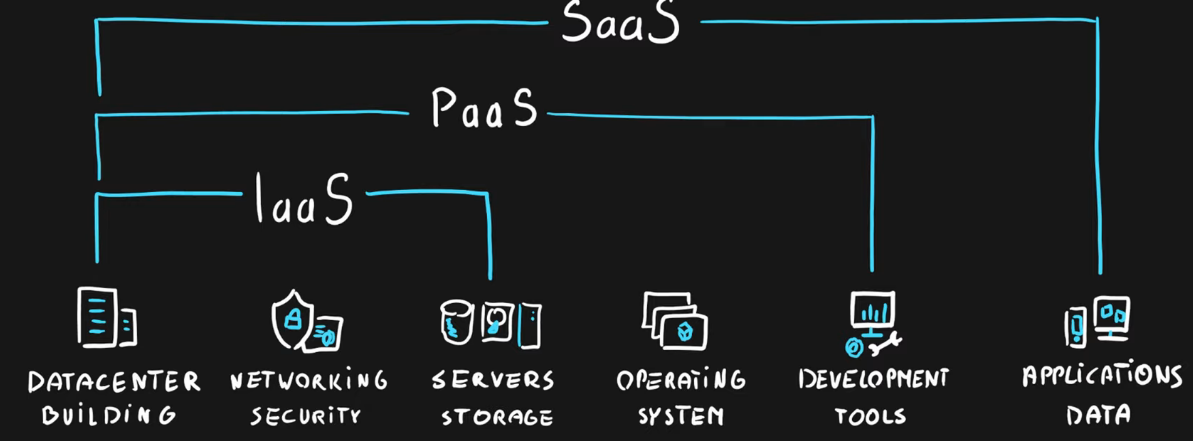 SaaS
PaaS
IaaS
DATACENTER
BUILDING
NETWORKING
SECURITY
SERVERS
STORAGE
OPERATING
SYSTEM
DEVELOPMENT
TOOLS
APPLICATIONS
DATA